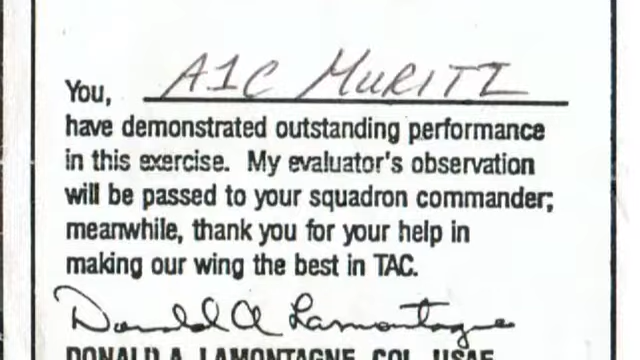 You, A1C MURITZ
have demonstrated outstanding performance
in this exercise. My evaluator's observation
will be passed to your squadron commander;
meanwhile, thank you for your help in
making our wing the best in TAC.
Donald A Lamontagne
DONALD A. LAMONTAGNE, COL, USAF